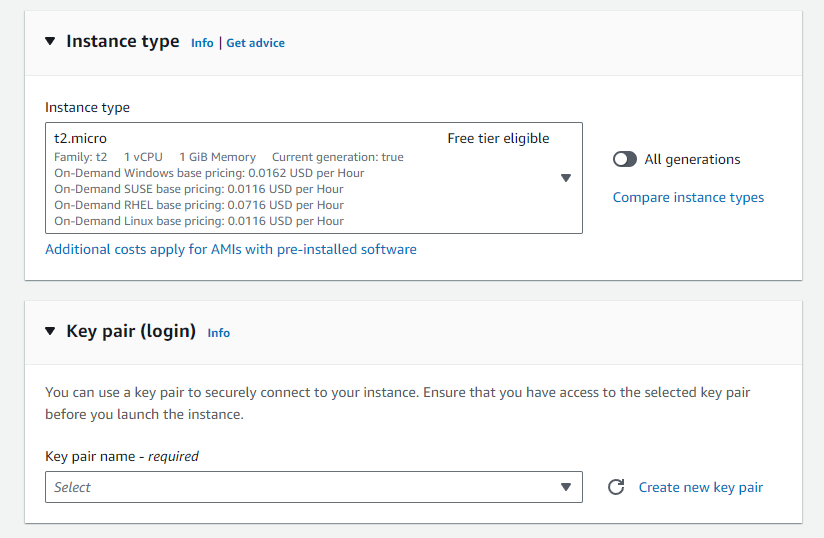 Instance type Info | Get advice
Instance type
t2.micro Free tier eligible
Family: t2 1 vCPU 1 GiB Memory Current generation: true
On-Demand Windows base pricing: 0.0162 USD per Hour
On-Demand SUSE base pricing: 0.0116 USD per Hour
On-Demand RHEL base pricing: 0.0716 USD per Hour
On-Demand Linux base pricing: 0.0116 USD per Hour
All generations
Compare instance types
Additional costs apply for AMIs with pre-installed software
Key pair (login) Info
You can use a key pair to securely connect to your instance. Ensure that you have access to the selected key pair
before you launch the instance.
Key pair name - required
Select
Create new key pair